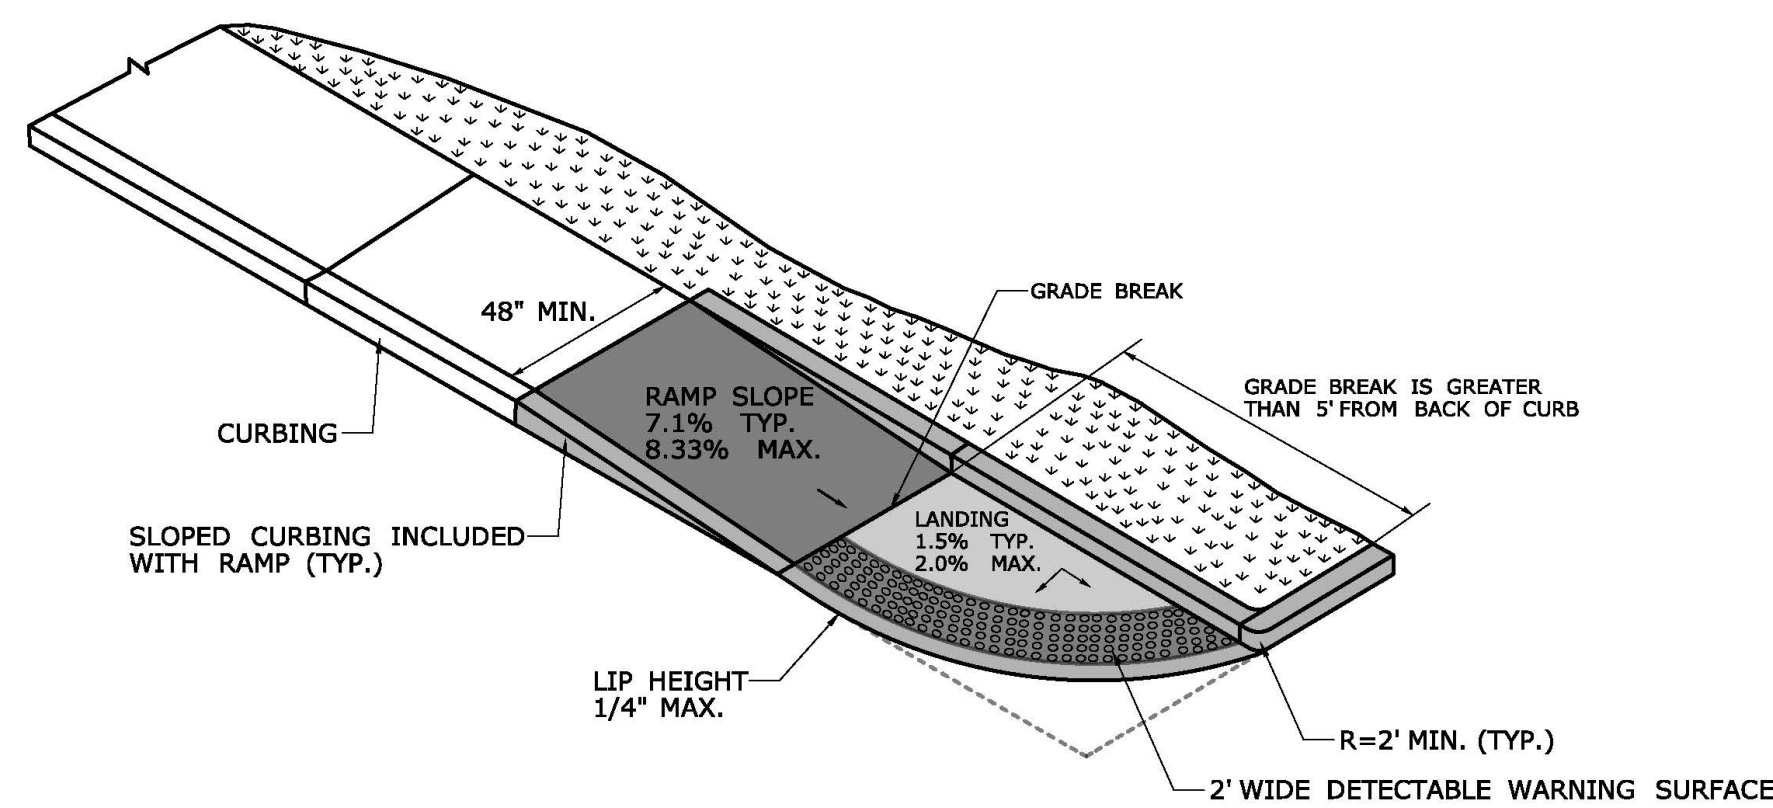 GRADE BREAK
48" MIN.
GRADE BREAK IS GREATER
THAN 5' FROM BACK OF CURB
RAMP SLOPE
7.1% TYP.
8.33% MAX.
CURBING
LANDING
1.5% TYP.
2.0% MAX.
SLOPED CURBING INCLUDED
WITH RAMP (TYP.)
LIP HEIGHT
1/4" MAX.
R=2' MIN. (TYP.)
2' WIDE DETECTABLE WARNING SURFACE